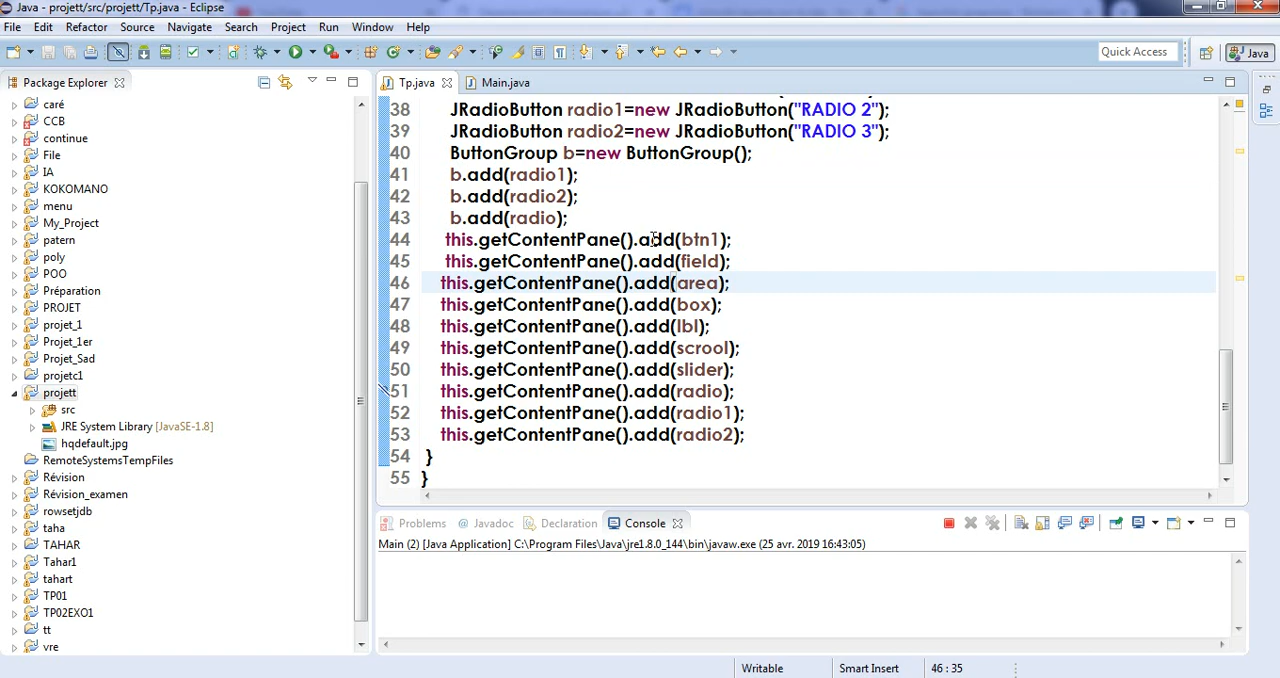 Java - projett/src/projett/Tp.java - Eclipse
File Edit Refactor Source Navigate Search Project Run Window Help
Quick Access Java
Package Explorer
caré
CCB
continue
File
IA
KOKOMANO
menu
My_Project
patern
poly
POO
Préparation
PROJET
projet_1
Projet_1er
Projet_Sad
projetc1
projett
src
JRE System Library [JavaSE-1.8]
hqdefault.jpg
RemoteSystemsTempFiles
Révision
Révision_examen
rowsetjdb
taha
TAHAR
Tahar1
tahart
TP01
TP02EXO1
tt
vre
Tp.java Main.java
38 JRadioButton radio1=new JRadioButton("RADIO 2");
39 JRadioButton radio2=new JRadioButton("RADIO 3");
40 ButtonGroup b=new ButtonGroup();
41 b.add(radio1);
42 b.add(radio2);
43 b.add(radio);
44 this.getContentPane().add(btn1);
45 this.getContentPane().add(field);
46 this.getContentPane().add(area);
47 this.getContentPane().add(box);
48 this.getContentPane().add(lbl);
49 this.getContentPane().add(scrool);
50 this.getContentPane().add(slider);
51 this.getContentPane().add(radio);
52 this.getContentPane().add(radio1);
53 this.getContentPane().add(radio2);
54 }
55 }
Problems @ Javadoc Declaration Console
Main (2) [Java Application] C:\Program Files\Java\jre1.8.0_144\bin\javaw.exe (25 avr. 2019 16:43:05)
Writable Smart Insert 46 : 35